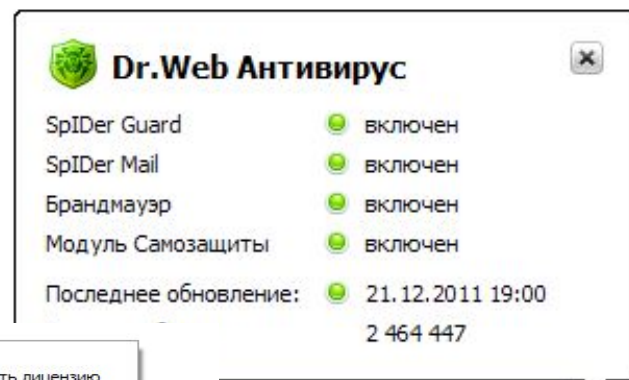 Dr.Web Антивирус
SpIDer Guard включен
SpIDer Mail включен
Брандмауэр включен
Модуль Самозащиты включен
Последнее обновление: 21.12.2011 19:00
2 464 447
лицензию